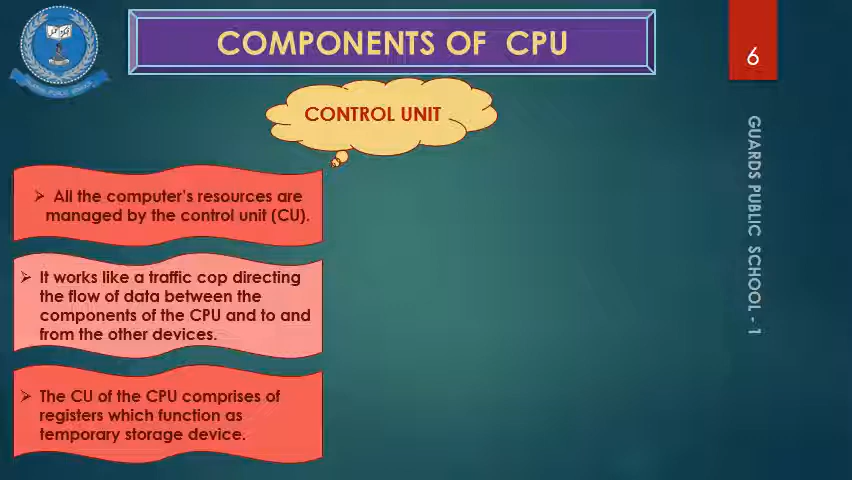 COMPONENTS OF CPU
6
CONTROL UNIT
➢ All the computer's resources are
managed by the control unit (CU).
➢ It works like a traffic cop directing
the flow of data between the
components of the CPU and to and
from the other devices.
➢ The CU of the CPU comprises of
registers which function as
temporary storage device.
GUARDS PUBLIC SCHOOL - 1